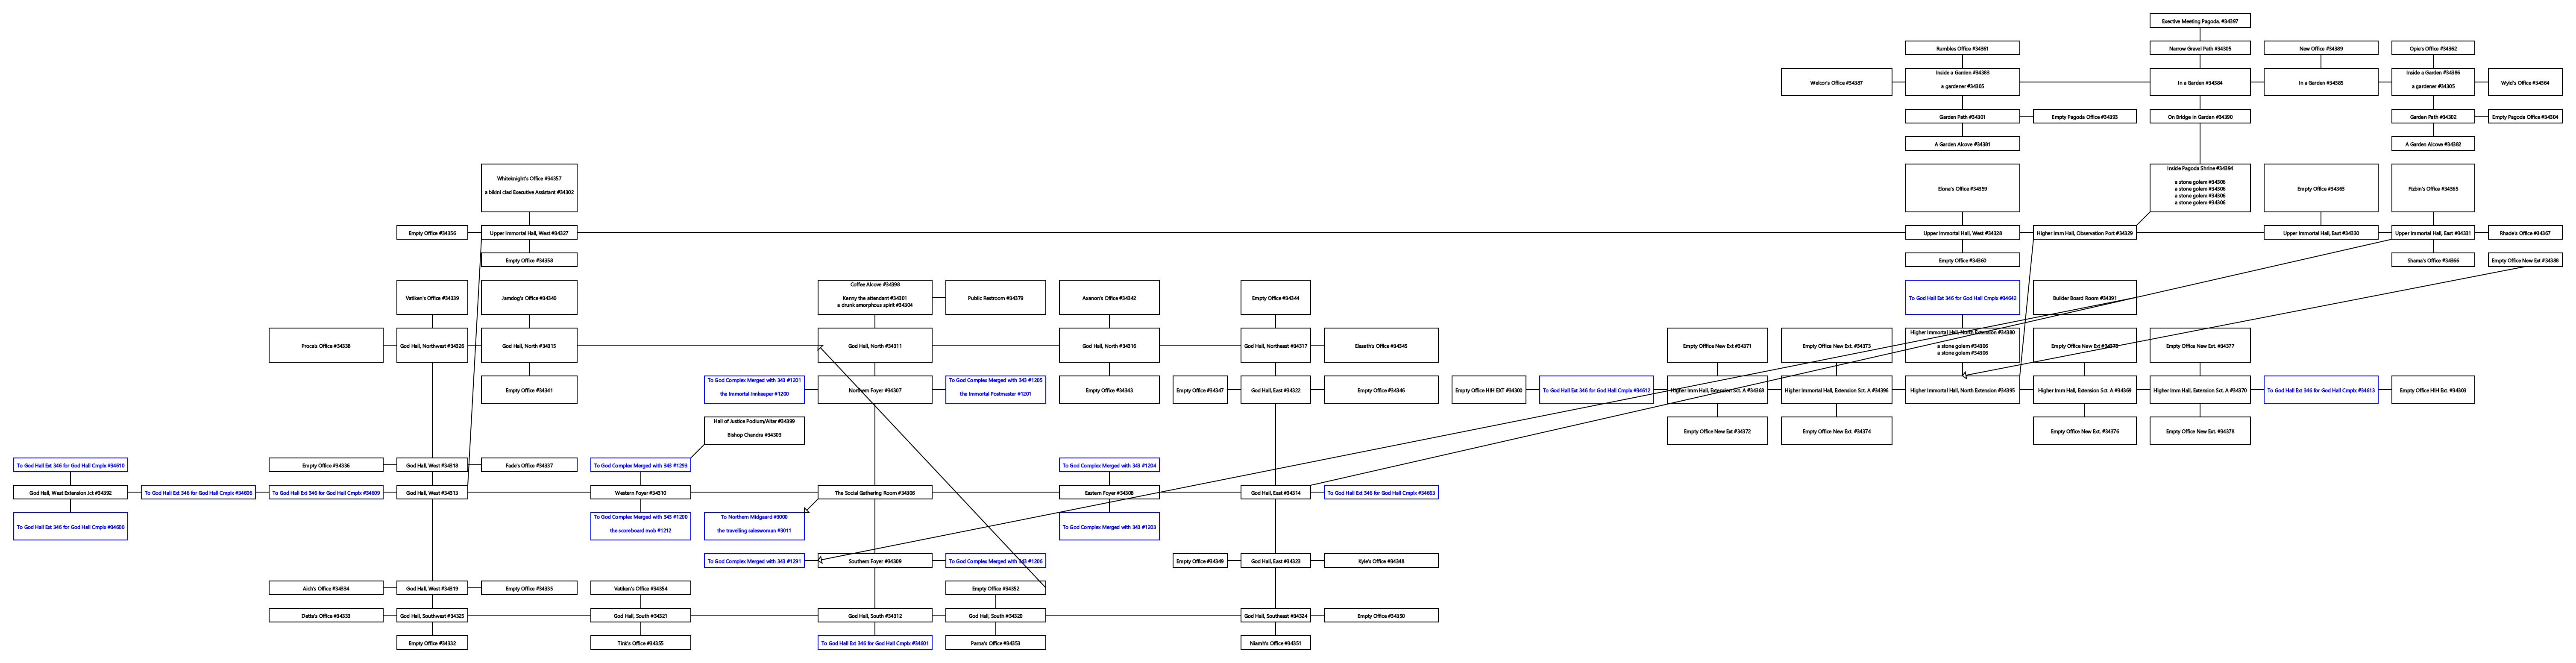 Exective Meeting Pagoda. #34397
Rumbles Office #34361
Narrow Gravel Path #34305
New Office #34389
Opie's Office #34362
Welcor's Office #34387
Inside a Garden #34383
a gardener #34305
In a Garden #34384
In a Garden #34385
Inside a Garden #34386
a gardener #34305
Wyld's Office #34364
Garden Path #34301
Empty Pagoda Office #34393
On Bridge in Garden #34390
Garden Path #34302
Empty Pagoda Office #34304
A Garden Alcove #34381
A Garden Alcove #34382
Whiteknight's Office #34357
a bikini clad Executive Assistant #34302
Elona's Office #34359
Inside Pagoda Shrine #34394
a stone golem #34306
a stone golem #34306
a stone golem #34306
a stone golem #34306
Empty Office #34363
Fizbin's Office #34365
Empty Office #34356
Upper Immortal Hall, West #34327
Upper Immortal Hall, West #34328
Higher Imm Hall, Observation Port #34329
Upper Immortal Hall, East #34330
Upper Immortal Hall, East #34331
Rhade's Office #34367
Empty Office #34358
Empty Office #34360
Shama's Office #34366
Empty Office New Ext #34388
Vatiken's Office #34339
Jamdog's Office #34340
Coffee Alcove #34398
Kenny the attendant #34301
a drunk amorphous spirit #34304
Public Restroom #34379
Axanon's Office #34342
Empty Office #34344
To God Hall Ext 346 for God Hall Cmplx #34642
Builder Board Room #34391
Proca's Office #34338
God Hall, Northwest #34326
God Hall, North #34315
God Hall, North #34311
God Hall, North #34316
God Hall, Northeast #34317
Elaseth's Office #34345
Empty Offfice New Ext #34371
Empty Office New Ext. #34373
Higher Immortal Hall, North Extension #34380
a stone golem #34306
a stone golem #34306
Empty Office New Ext #34375
Empty Office New Ext. #34377
Empty Office #34341
To God Complex Merged with 343 #1201
the Immortal Innkeeper #1200
Northern Foyer #34307
To God Complex Merged with 343 #1205
the Immortal Postmaster #1201
Empty Office #34343
Empty Office #34347
God Hall, East #34322
Empty Office #34346
Empty Office HIH EXT #34300
To God Hall Ext 346 for God Hall Cmplx #34612
Higher Imm Hall, Extension Sct. A #34368
Higher Immortal Hall, Extension Sct. A #34396
Higher Immortal Hall, North Extension #34395
Higher Imm Hall, Extension Sct. A #34369
Higher Imm Hall, Extension Sct. A #34370
To God Hall Ext 346 for God Hall Cmplx #34613
Empty Office HIH Ext. #34303
Hall of Justice Podium/Altar #34399
Bishop Chandra #34303
Empty Office New Ext #34372
Empty Office New Ext. #34374
Empty Office New Ext. #34376
Empty Office New Ext. #34378
To God Hall Ext 346 for God Hall Cmplx #34610
Empty Office #34336
God Hall, West #34318
Fade's Office #34337
To God Complex Merged with 343 #1293
To God Complex Merged with 343 #1204
God Hall, West Extension Jct #34392
To God Hall Ext 346 for God Hall Cmplx #34606
To God Hall Ext 346 for God Hall Cmplx #34609
God Hall, West #34313
Western Foyer #34310
The Social Gathering Room #34306
Eastern Foyer #34308
God Hall, East #34314
To God Hall Ext 346 for God Hall Cmplx #34663
To God Hall Ext 346 for God Hall Cmplx #34600
To God Complex Merged with 343 #1200
the scoreboard mob #1212
To Northern Midgaard #3000
the travelling saleswoman #3011
To God Complex Merged with 343 #1203
To God Complex Merged with 343 #1291
Southern Foyer #34309
To God Complex Merged with 343 #1206
Empty Office #34349
God Hall, East #34323
Kyle's Office #34348
Aich's Office #34334
God Hall, West #34319
Empty Office #34335
Vatiken's Office #34354
Empty Office #34352
Detta's Office #34333
God Hall, Southwest #34325
God Hall, South #34321
God Hall, South #34312
God Hall, South #34320
God Hall, Southeast #34324
Empty Office #34350
Empty Office #34332
Tink's Office #34355
To God Hall Ext 346 for God Hall Cmplx #34601
Parna's Office #34353
Niamh's Office #34351